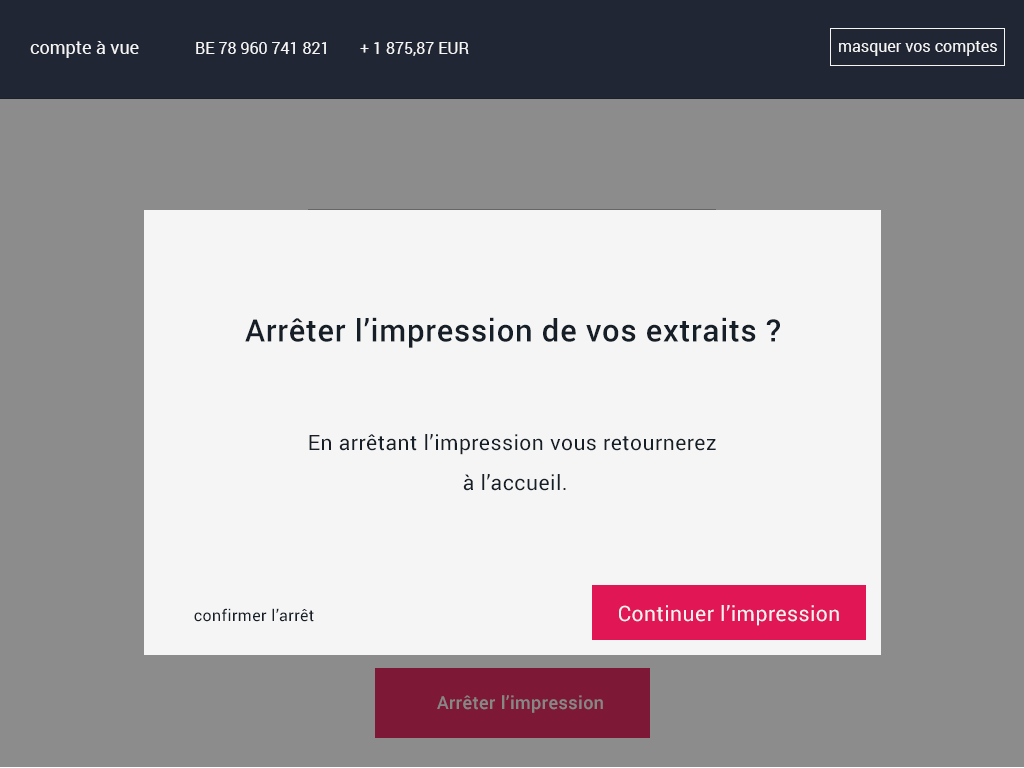 compte à vue BE 78 960 741 821 + 1 875,87 EUR masquer vos comptes
Arrêter l’impression de vos extraits ?
En arrêtant l’impression vous retournerez
à l’accueil.
confirmer l’arrêt Continuer l’impression
Arrêter l’impression